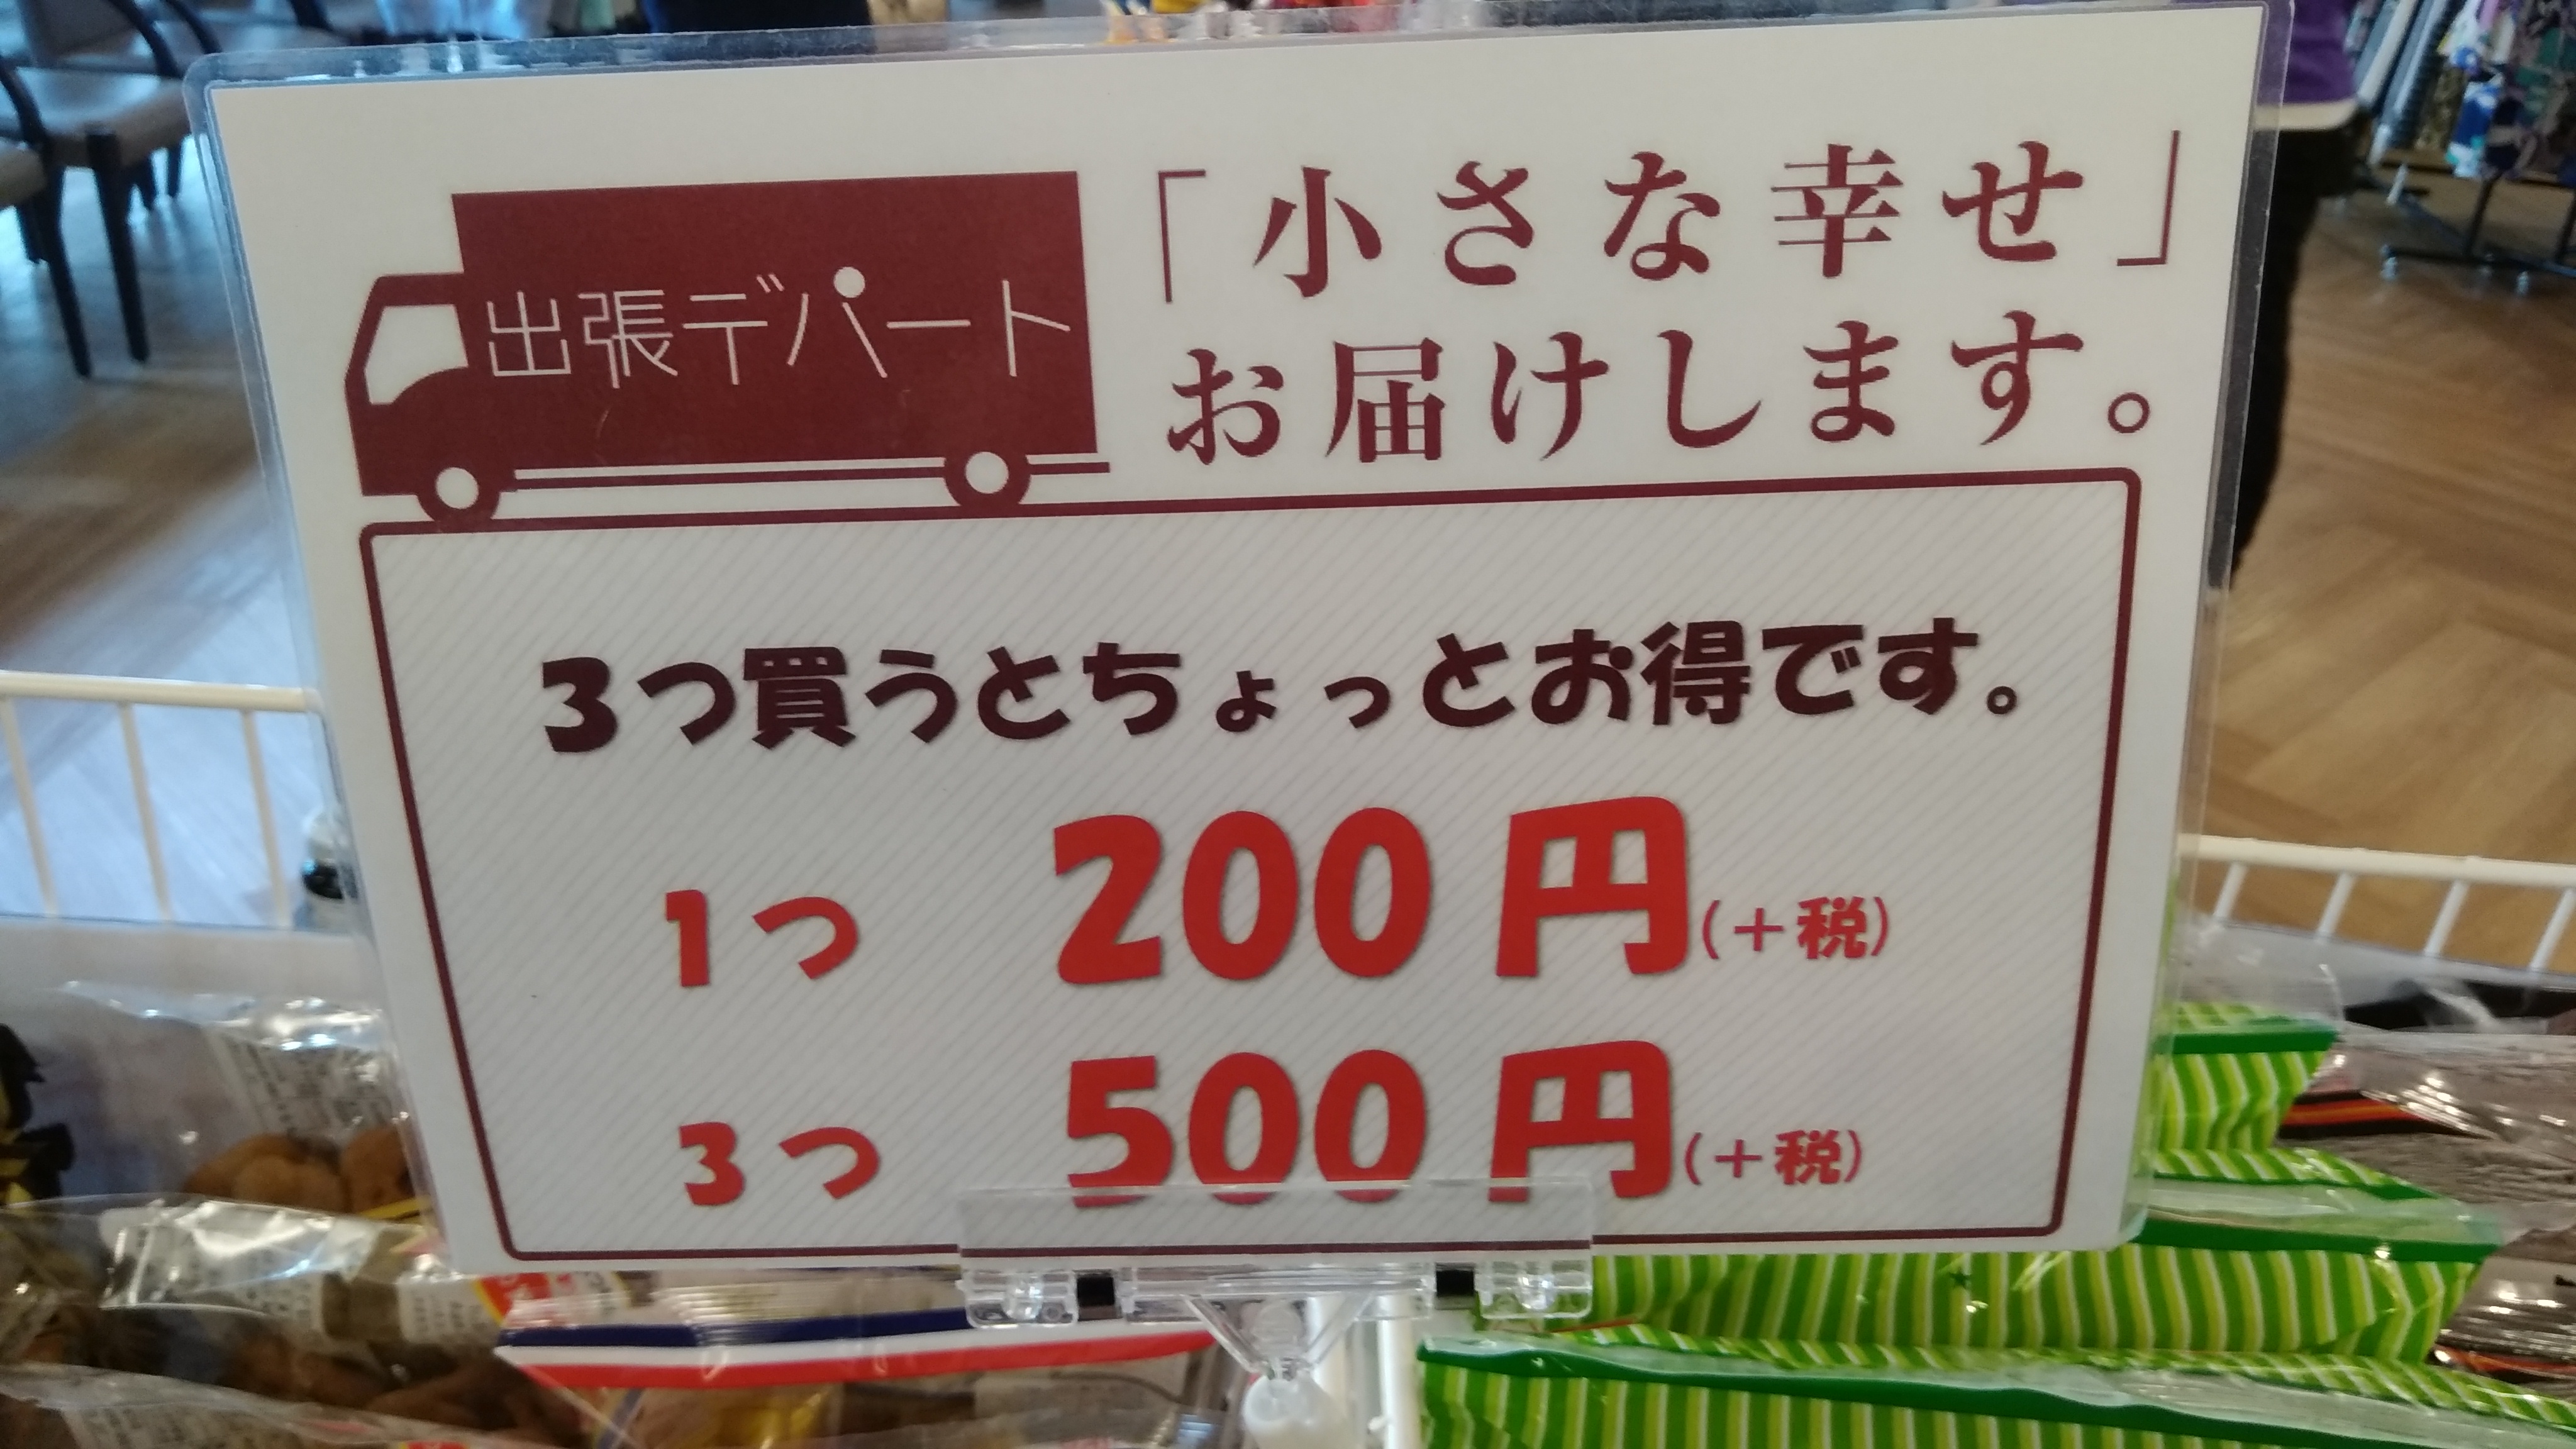 出張デパート
「小さな幸せ」
お届けします。
3つ買うとちょっとお得です。
1つ 200円(+税)
3つ 500円(+税)